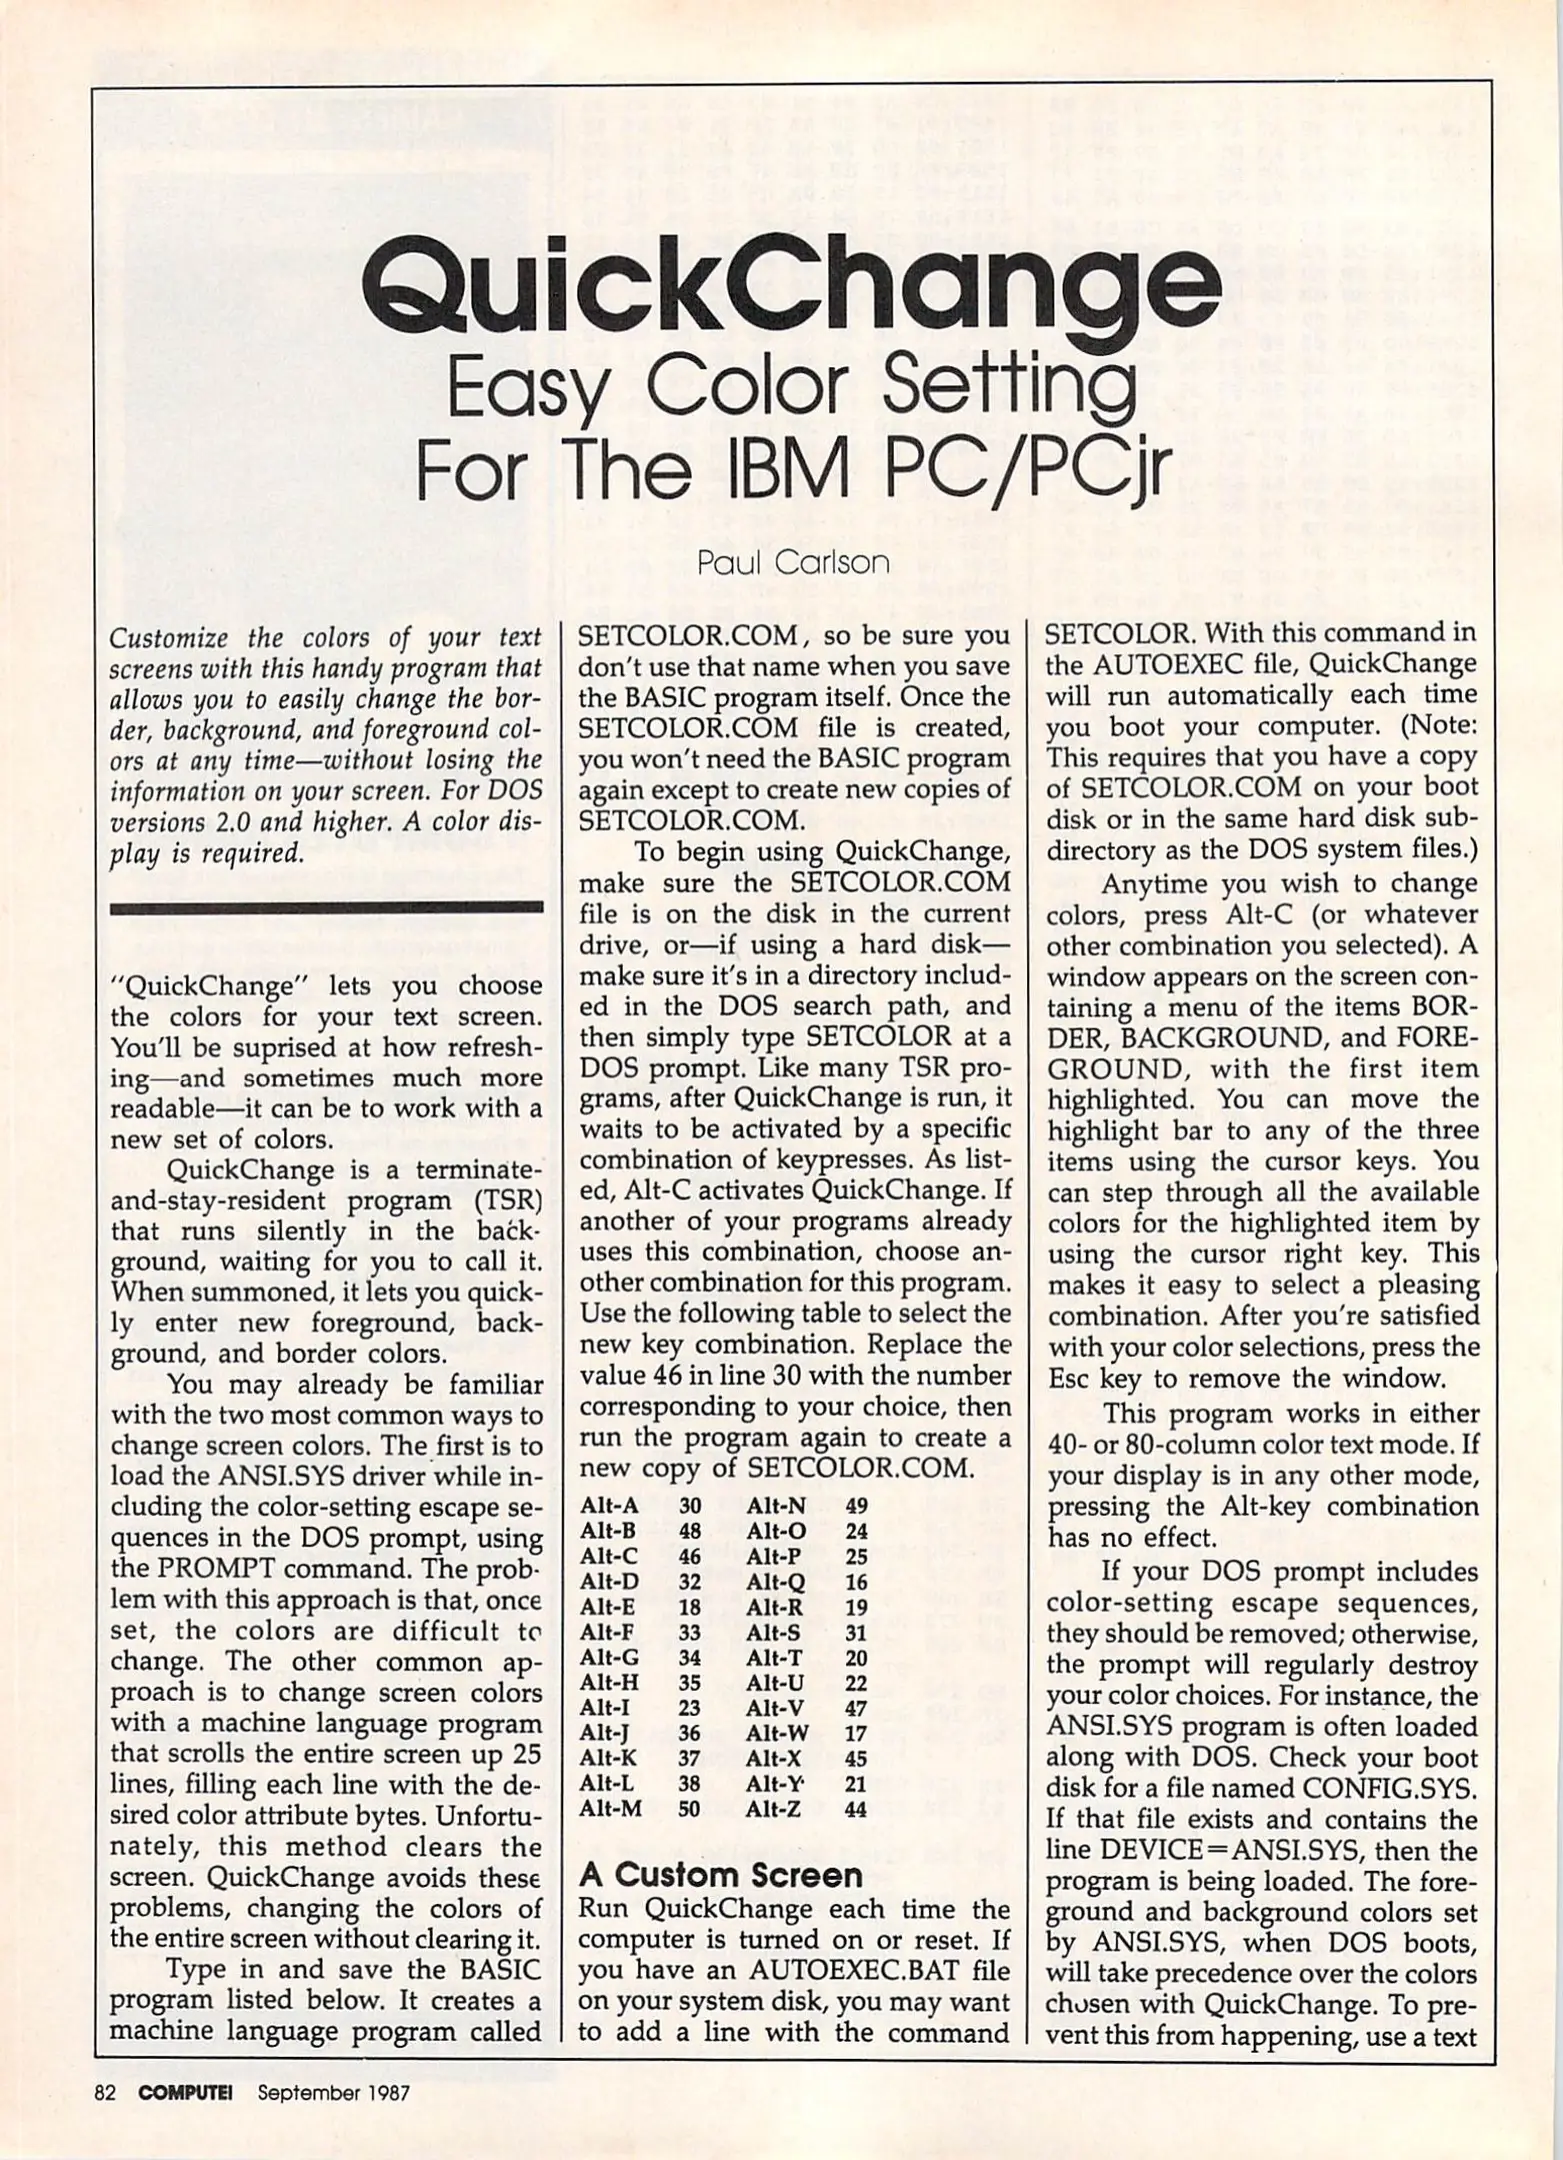 QuickChange
Easy Color Setting
For The IBM PC/PCjr
Paul Carlson
Customize the colors of your text
screens with this handy program that
allows you to easily change the bor-
der, background, and foreground col-
ors at any time—without losing the
information on your screen. For DOS
versions 2.0 and higher. A color dis-
play is required.
"QuickChange" lets you choose
the colors for your text screen.
You'll be suprised at how refresh-
ing—and sometimes much more
readable—it can be to work with a
new set of colors.
QuickChange is a terminate-
and-stay-resident program (TSR)
that runs silently in the back-
ground, waiting for you to call it.
When summoned, it lets you quick-
ly enter new foreground, back-
ground, and border colors.
You may already be familiar
with the two most common ways to
change screen colors. The first is to
load the ANSI.SYS driver while in-
cluding the color-setting escape se-
quences in the DOS prompt, using
the PROMPT command. The prob-
lem with this approach is that, once
set, the colors are difficult to
change. The other common ap-
proach is to change screen colors
with a machine language program
that scrolls the entire screen up 25
lines, filling each line with the de-
sired color attribute bytes. Unfortu-
nately, this method clears the
screen. QuickChange avoids these
problems, changing the colors of
the entire screen without clearing it.
Type in and save the BASIC
program listed below. It creates a
machine language program called
SETCOLOR.COM, so be sure you
don't use that name when you save
the BASIC program itself. Once the
SETCOLOR.COM file is created,
you won't need the BASIC program
again except to create new copies of
SETCOLOR.COM.
To begin using QuickChange,
make sure the SETCOLOR.COM
file is on the disk in the current
drive, or—if using a hard disk—
make sure it's in a directory includ-
ed in the DOS search path, and
then simply type SETCOLOR at a
DOS prompt. Like many TSR pro-
grams, after QuickChange is run, it
waits to be activated by a specific
combination of keypresses. As list-
ed, Alt-C activates QuickChange. If
another of your programs already
uses this combination, choose an-
other combination for this program.
Use the following table to select the
new key combination. Replace the
value 46 in line 30 with the number
corresponding to your choice, then
run the program again to create a
new copy of SETCOLOR.COM.
Alt-A 30 Alt-N 49
Alt-B 48 Alt-O 24
Alt-C 46 Alt-P 25
Alt-D 32 Alt-Q 16
Alt-E 18 Alt-R 19
Alt-F 33 Alt-S 31
Alt-G 34 Alt-T 20
Alt-H 35 Alt-U 22
Alt-I 23 Alt-V 47
Alt-J 36 Alt-W 17
Alt-K 37 Alt-X 45
Alt-L 38 Alt-Y 21
Alt-M 50 Alt-Z 44
A Custom Screen
Run QuickChange each time the
computer is turned on or reset. If
you have an AUTOEXEC.BAT file
on your system disk, you may want
to add a line with the command
SETCOLOR. With this command in
the AUTOEXEC file, QuickChange
will run automatically each time
you boot your computer. (Note:
This requires that you have a copy
of SETCOLOR.COM on your boot
disk or in the same hard disk sub-
directory as the DOS system files.)
Anytime you wish to change
colors, press Alt-C (or whatever
other combination you selected). A
window appears on the screen con-
taining a menu of the items BOR-
DER, BACKGROUND, and FORE-
GROUND, with the first item
highlighted. You can move the
highlight bar to any of the three
items using the cursor keys. You
can step through all the available
colors for the highlighted item by
using the cursor right key. This
makes it easy to select a pleasing
combination. After you're satisfied
with your color selections, press the
Esc key to remove the window.
This program works in either
40- or 80-column color text mode. If
your display is in any other mode,
pressing the Alt-key combination
has no effect.
If your DOS prompt includes
color-setting escape sequences,
they should be removed; otherwise,
the prompt will regularly destroy
your color choices. For instance, the
ANSI.SYS program is often loaded
along with DOS. Check your boot
disk for a file named CONFIG.SYS.
If that file exists and contains the
line DEVICE=ANSI.SYS, then the
program is being loaded. The fore-
ground and background colors set
by ANSI.SYS, when DOS boots,
will take precedence over the colors
chosen with QuickChange. To pre-
vent this from happening, use a text
82 COMPUTE! September 1987